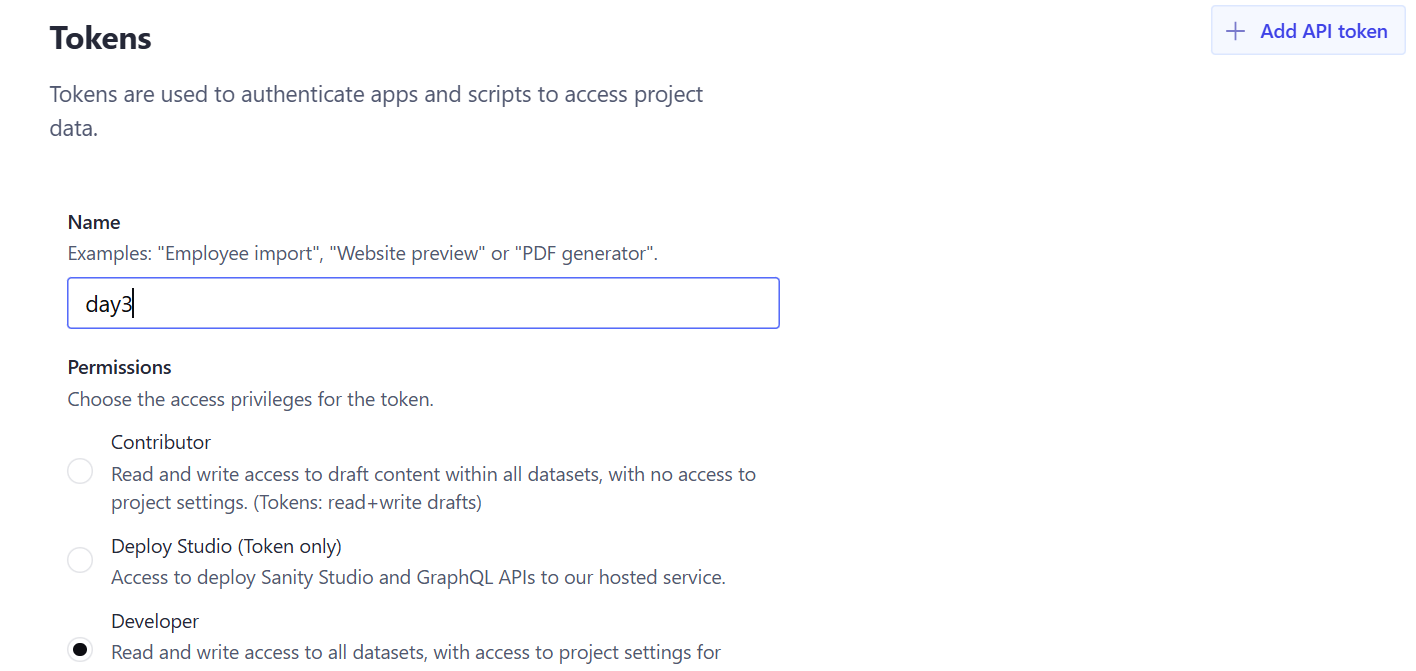 Tokens
+ Add API token
Tokens are used to authenticate apps and scripts to access project
data.
Name
Examples: "Employee import", "Website preview" or "PDF generator".
day3
Permissions
Choose the access privileges for the token.
Contributor
Read and write access to draft content within all datasets, with no access to
project settings. (Tokens: read+write drafts)
Deploy Studio (Token only)
Access to deploy Sanity Studio and GraphQL APIs to our hosted service.
Developer
Read and write access to all datasets, with access to project settings for